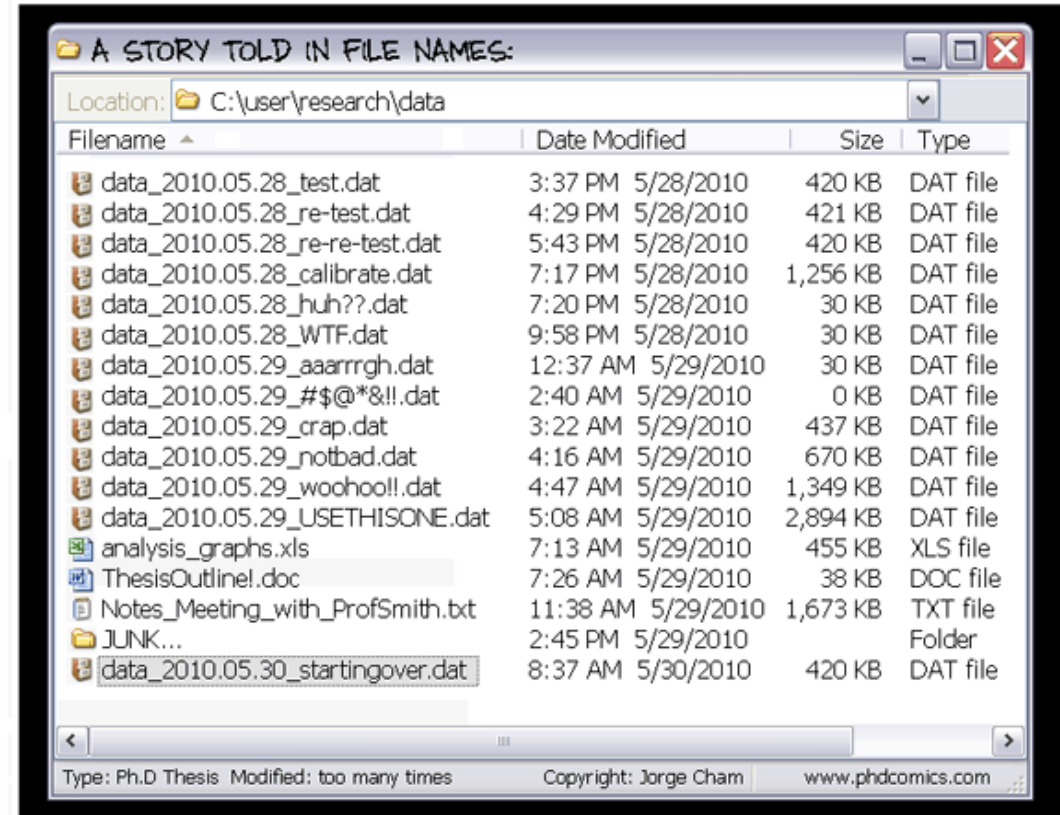 A STORY TOLD IN FILE NAMES:
Location: C:\user\research\data
Filename Date Modified Size Type
data_2010.05.28_test.dat 3:37 PM 5/28/2010 420 KB DAT file
data_2010.05.28_re-test.dat 4:29 PM 5/28/2010 421 KB DAT file
data_2010.05.28_re-re-test.dat 5:43 PM 5/28/2010 420 KB DAT file
data_2010.05.28_calibrate.dat 7:17 PM 5/28/2010 1,256 KB DAT file
data_2010.05.28_huh??.dat 7:20 PM 5/28/2010 30 KB DAT file
data_2010.05.28_WTF.dat 9:58 PM 5/28/2010 30 KB DAT file
data_2010.05.29_aaarrrgh.dat 12:37 AM 5/29/2010 30 KB DAT file
data_2010.05.29_#$@*&!!.dat 2:40 AM 5/29/2010 0 KB DAT file
data_2010.05.29_crap.dat 3:22 AM 5/29/2010 437 KB DAT file
data_2010.05.29_notbad.dat 4:16 AM 5/29/2010 670 KB DAT file
data_2010.05.29_woohoo!!.dat 4:47 AM 5/29/2010 1,349 KB DAT file
data_2010.05.29_USETHISONE.dat 5:08 AM 5/29/2010 2,894 KB DAT file
analysis_graphs.xls 7:13 AM 5/29/2010 455 KB XLS file
ThesisOutline!.doc 7:26 AM 5/29/2010 38 KB DOC file
Notes_Meeting_with_ProfSmith.txt 11:38 AM 5/29/2010 1,673 KB TXT file
JUNK... 2:45 PM 5/29/2010 Folder
data_2010.05.30_startingover.dat 8:37 AM 5/30/2010 420 KB DAT file
Type: Ph.D Thesis Modified: too many times Copyright: Jorge Cham www.phdcomics.com